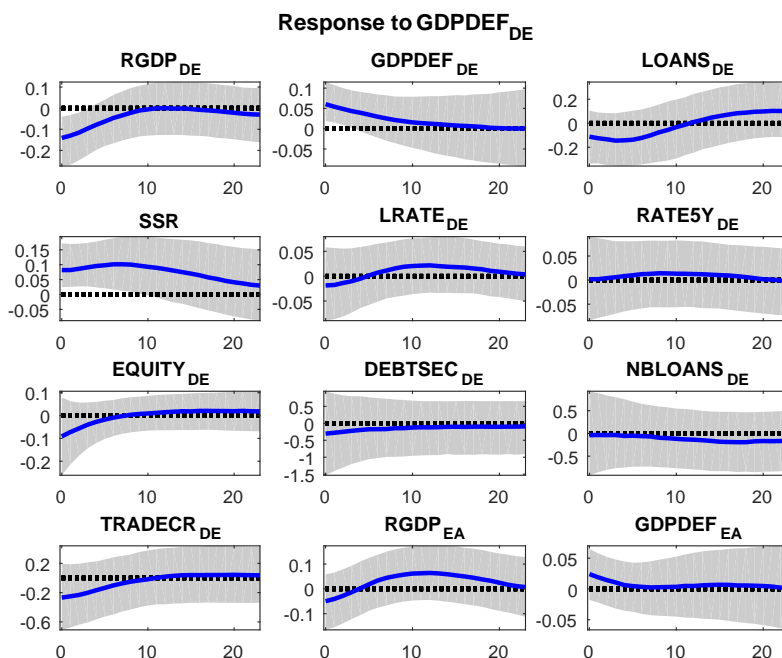 Response to GDPDEF_DE
RGDP_DE GDPDEF_DE LOANS_DE
0.1 0 -0.1 -0.2 0 10 20
0.1 0.05 0 -0.05 0 10 20
0.2 0 -0.2 0 10 20
SSR LRATE_DE RATE5Y_DE
0.15 0.1 0.05 0 -0.05 0 10 20
0.05 0 -0.05 0 10 20
0.05 0 -0.05 0 10 20
EQUITY_DE DEBTSEC_DE NBLOANS_DE
0.1 0 -0.1 -0.2 0 10 20
0.5 0 -0.5 -1 -1.5 0 10 20
0.5 0 -0.5 0 10 20
TRADECR_DE RGDP_EA GDPDEF_EA
0.2 0 -0.2 -0.6 0 10 20
0.1 0 -0.1 0 10 20
0.05 0 -0.05 0 10 20